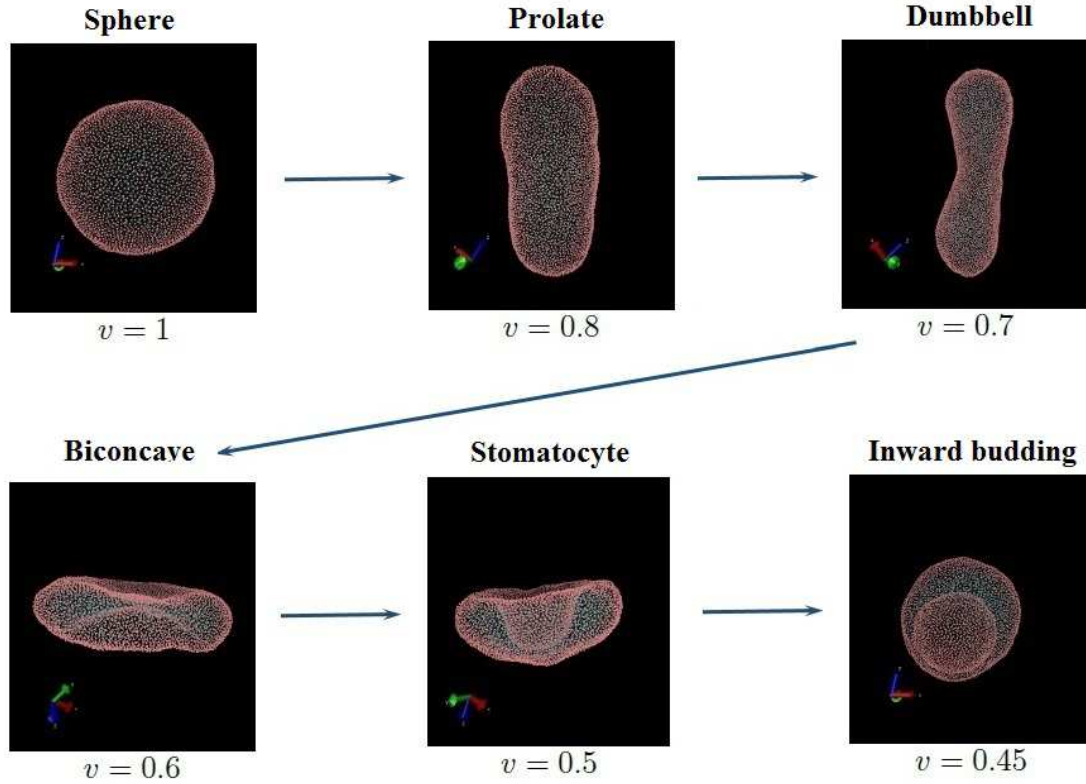 Sphere
Prolate
Dumbbell
v = 1
v = 0.8
v = 0.7
Biconcave
Stomatocyte
Inward budding
v = 0.6
v = 0.5
v = 0.45